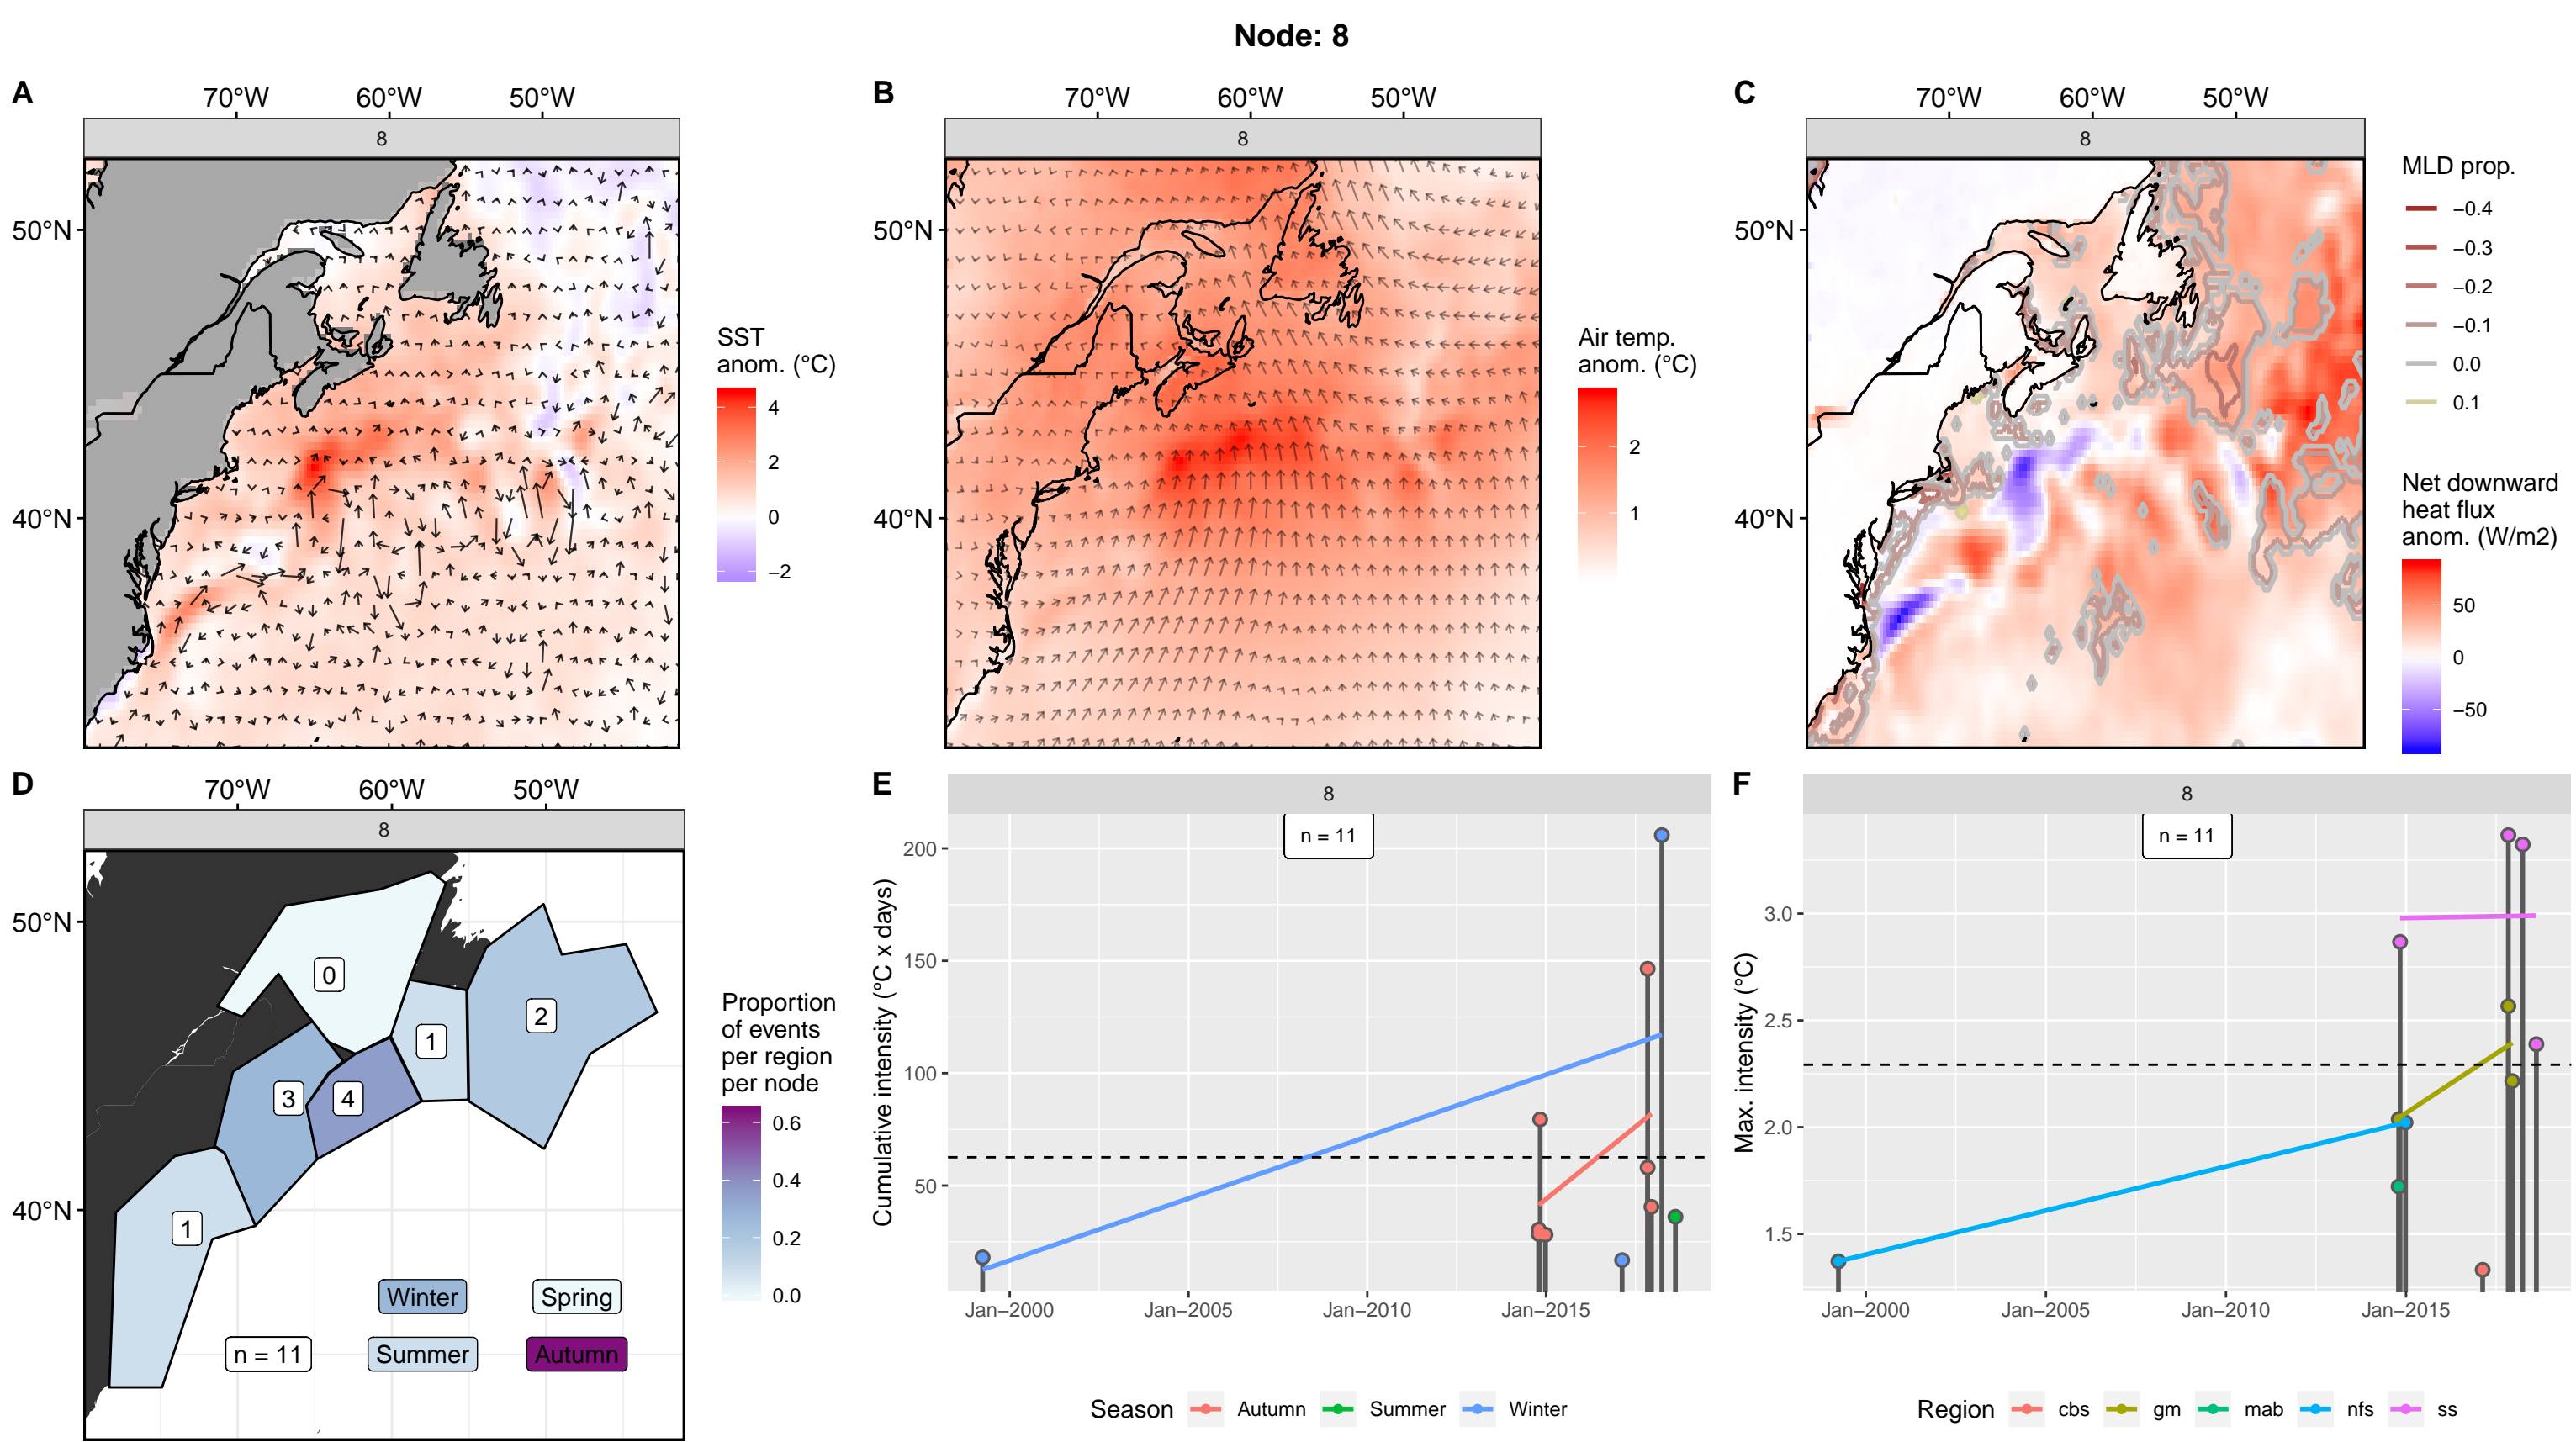 Node: 8
A
70°W 60°W 50°W
8
50°N
40°N
SST
anom. (°C)
4
2
0
−2
B
70°W 60°W 50°W
8
50°N
40°N
Air temp.
anom. (°C)
2
1
C
70°W 60°W 50°W
8
50°N
40°N
MLD prop.
−0.4
−0.3
−0.2
−0.1
0.0
0.1
Net downward
heat flux
anom. (W/m2)
50
0
−50
D
70°W 60°W 50°W
8
50°N
40°N
0
2
1
3
4
1
Winter
Spring
n = 11
Summer
Autumn
Proportion
of events
per region
per node
0.6
0.4
0.2
0.0
E
8
n = 11
Cumulative intensity (°C x days)
200
150
100
50
Jan−2000 Jan−2005 Jan−2010 Jan−2015
Season Autumn Summer Winter
F
8
n = 11
Max. intensity (°C)
3.0
2.5
2.0
1.5
Jan−2000 Jan−2005 Jan−2010 Jan−2015
Region cbs gm mab nfs ss